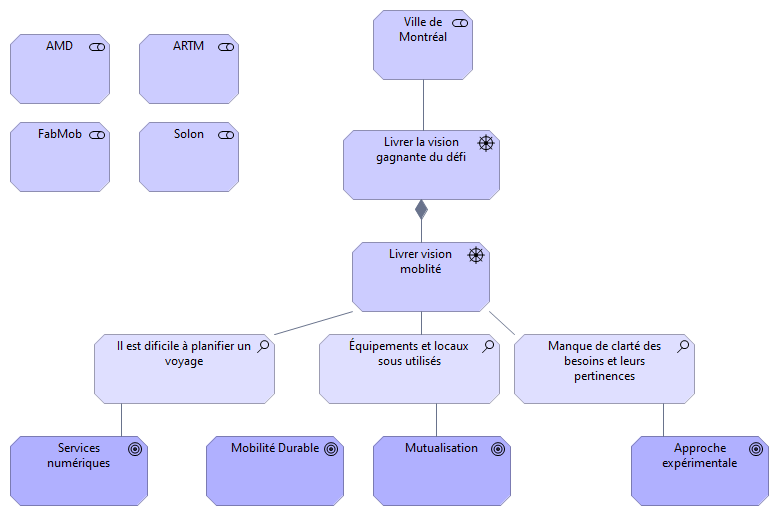 AMD
ARTM
Ville de
Montréal
FabMob
Solon
Livrer la vision
gagnante du défi
Livrer vision
moblité
Il est dificile à planifier un
voyage
Équipements et locaux
sous utilisés
Manque de clarté des
besoins et leurs
pertinences
Services
numériques
Mobilité Durable
Mutualisation
Approche
expérimentale